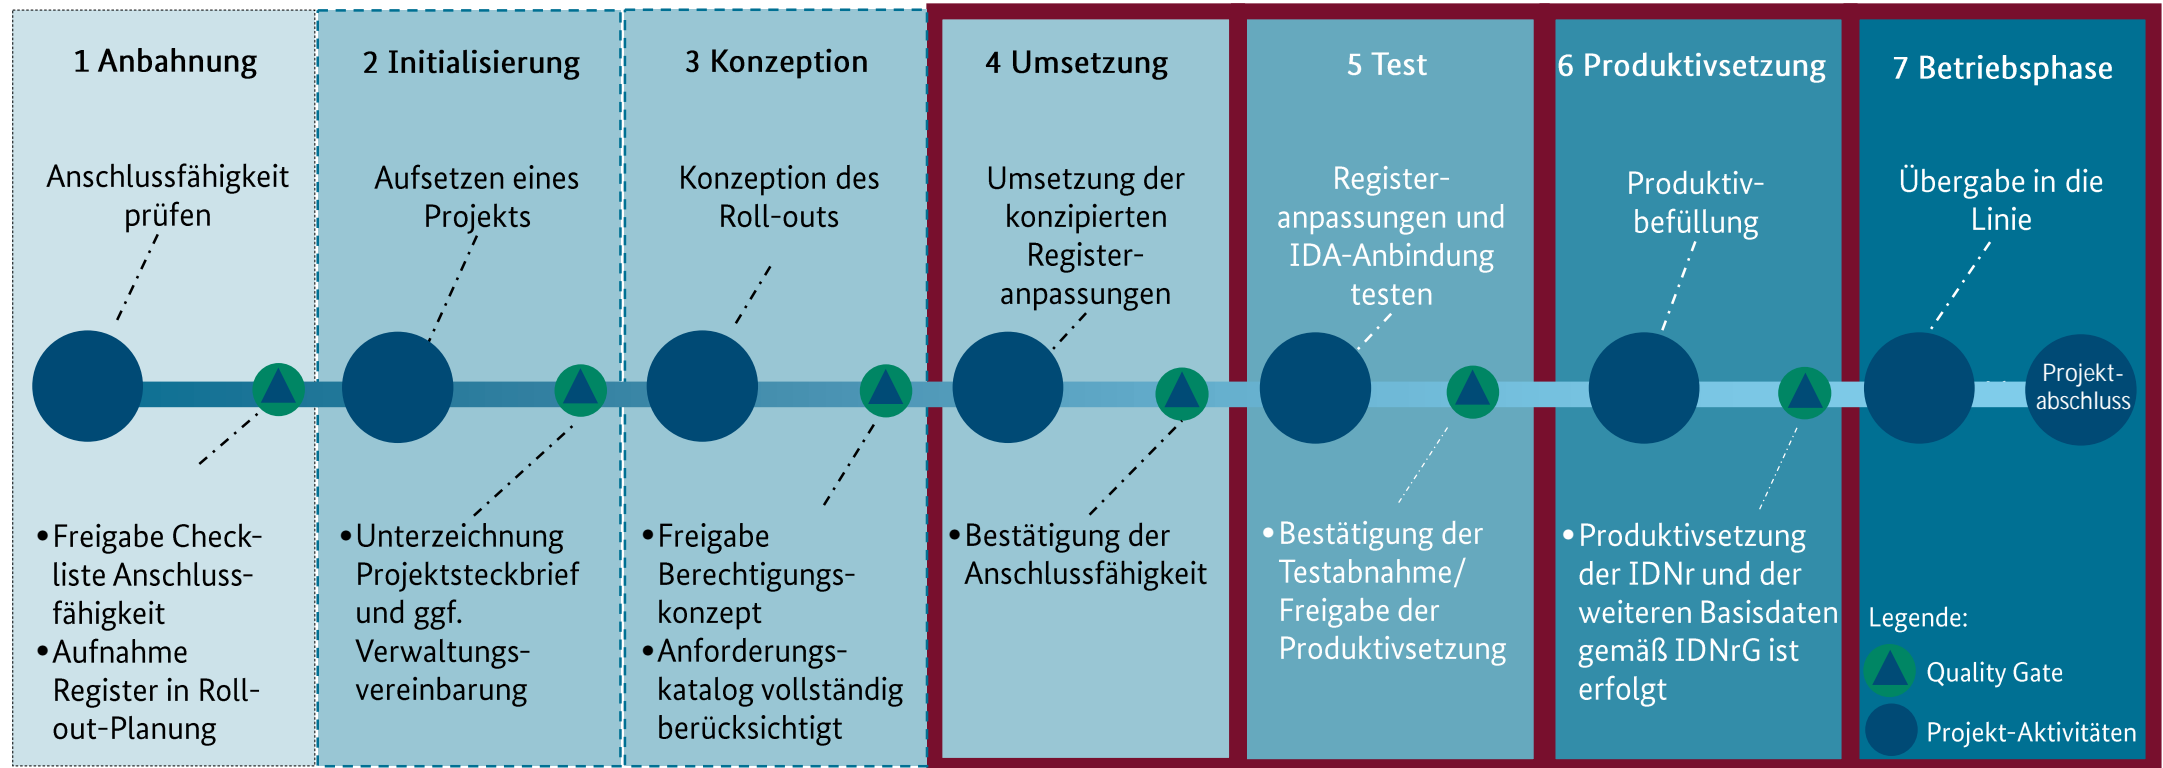 1 Anbahnung
Anschlussfähigkeit
prüfen
•Freigabe Check-
liste Anschluss-
fähigkeit
•Aufnahme
Register in Roll-
out-Planung
2 Initialisierung
Aufsetzen eines
Projekts
•Unterzeichnung
Projektsteckbrief
und ggf.
Verwaltungs-
vereinbarung
3 Konzeption
Konzeption des
Roll-outs
•Freigabe
Berechtigungs-
konzept
•Anforderungs-
katalog vollständig
berücksichtigt
4 Umsetzung
Umsetzung der
konzipierten
Register-
anpassungen
•Bestätigung der
Anschlussfähigkeit
5 Test
Register-
anpassungen und
IDA-Anbindung
testen
•Bestätigung der
Testabnahme/
Freigabe der
Produktivsetzung
6 Produktivsetzung
Produktiv-
befüllung
•Produktivsetzung
der IDNr und der
weiteren Basisdaten
gemäß IDNrG ist
erfolgt
7 Betriebsphase
Übergabe in die
Linie
Projekt-
abschluss
Legende:
Quality Gate
Projekt-Aktivitäten